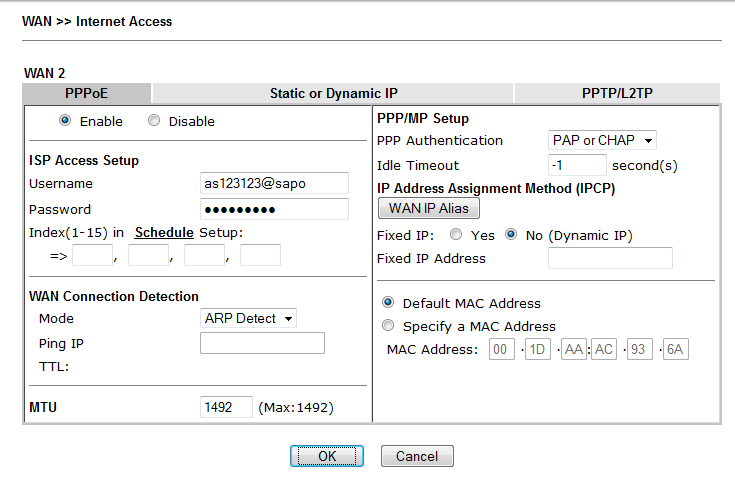 WAN >> Internet Access
WAN 2
PPPoE
Static or Dynamic IP
PPTP/L2TP
Enable Disable
ISP Access Setup
Username as123123@sapo
Password •••••••••
Index(1-15) in Schedule Setup:
=> , , ,
WAN Connection Detection
Mode ARP Detect
Ping IP
TTL:
MTU 1492 (Max:1492)
PPP/MP Setup
PPP Authentication PAP or CHAP
Idle Timeout -1 second(s)
IP Address Assignment Method (IPCP)
WAN IP Alias
Fixed IP: Yes No (Dynamic IP)
Fixed IP Address
Default MAC Address
Specify a MAC Address
MAC Address: 00 ·1D ·AA:AC ·93 ·6A
OK Cancel